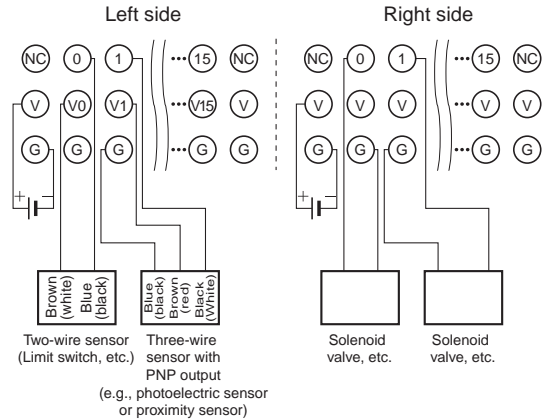 Left side
Right side
NC 0 1 ···15 NC
NC 0 1 ···15 NC
V V0 V1 ···V15 V
V V V ···V V
G G G ···G G
G G G ···G G
+ −
+ −
Brown (white)
Blue (black)
Blue (black)
Brown (red)
Black (White)
Two-wire sensor
(Limit switch, etc.)
Three-wire
sensor with
PNP output
(e.g., photoelectric sensor
or proximity sensor)
Solenoid
valve, etc.
Solenoid
valve, etc.